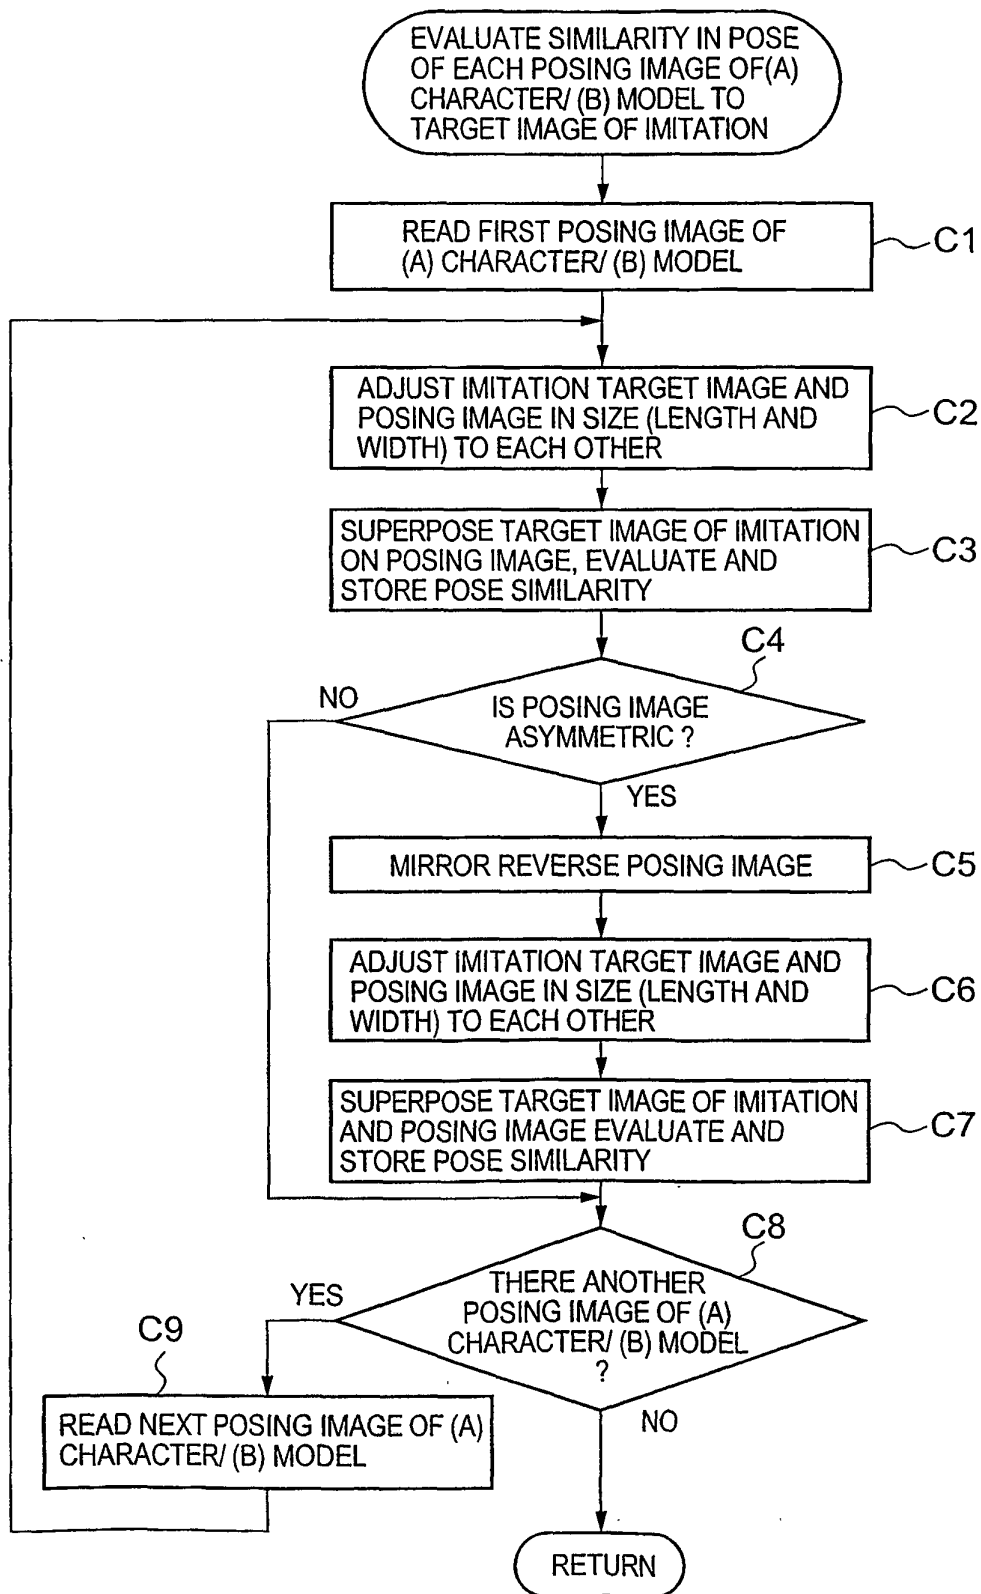 EVALUATE SIMILARITY IN POSE
OF EACH POSING IMAGE OF(A)
CHARACTER/ (B) MODEL TO
TARGET IMAGE OF IMITATION
READ FIRST POSING IMAGE OF
(A) CHARACTER/ (B) MODEL
C1
ADJUST IMITATION TARGET IMAGE AND
POSING IMAGE IN SIZE (LENGTH AND
WIDTH) TO EACH OTHER
C2
SUPERPOSE TARGET IMAGE OF IMITATION
ON POSING IMAGE, EVALUATE AND
STORE POSE SIMILARITY
C3
C4
NO
IS POSING IMAGE
ASYMMETRIC ?
YES
MIRROR REVERSE POSING IMAGE
C5
ADJUST IMITATION TARGET IMAGE AND
POSING IMAGE IN SIZE (LENGTH AND
WIDTH) TO EACH OTHER
C6
SUPERPOSE TARGET IMAGE OF IMITATION
AND POSING IMAGE EVALUATE AND
STORE POSE SIMILARITY
C7
C8
YES
THERE ANOTHER
POSING IMAGE OF (A)
CHARACTER/ (B) MODEL
?
C9
NO
READ NEXT POSING IMAGE OF (A)
CHARACTER/ (B) MODEL
RETURN